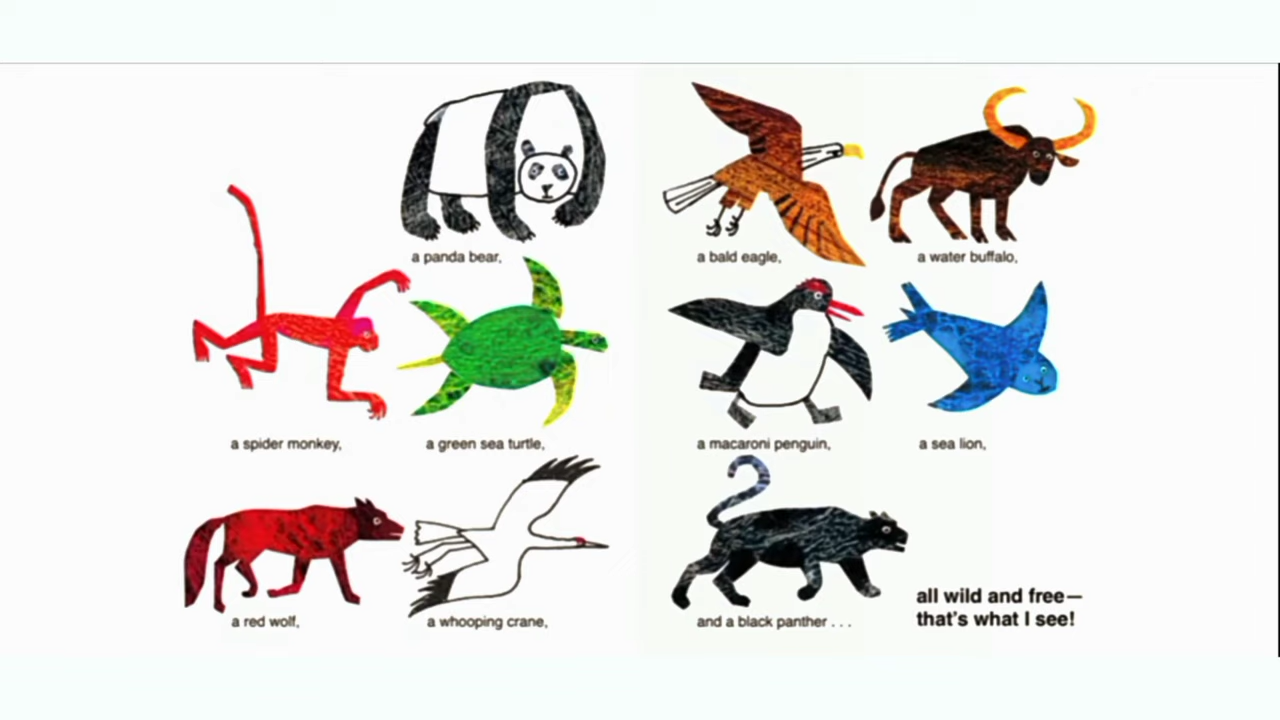 a panda bear,
a bald eagle,
a water buffalo,
a spider monkey,
a green sea turtle,
a macaroni penguin,
a sea lion,
a red wolf,
a whooping crane,
and a black panther . . .
all wild and free—
that's what I see!